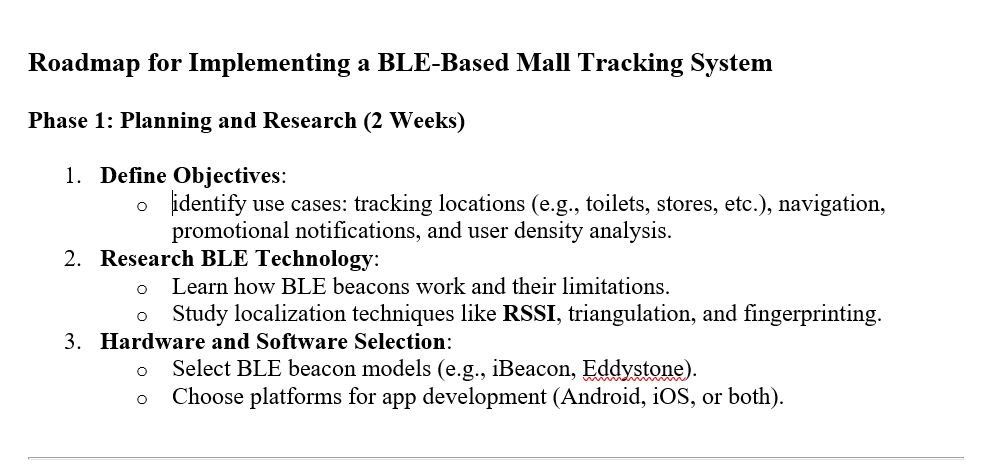 Roadmap for Implementing a BLE-Based Mall Tracking System
Phase 1: Planning and Research (2 Weeks)
1. Define Objectives:
o identify use cases: tracking locations (e.g., toilets, stores, etc.), navigation,
promotional notifications, and user density analysis.
2. Research BLE Technology:
o Learn how BLE beacons work and their limitations.
o Study localization techniques like RSSI, triangulation, and fingerprinting.
3. Hardware and Software Selection:
o Select BLE beacon models (e.g., iBeacon, Eddystone).
o Choose platforms for app development (Android, iOS, or both).